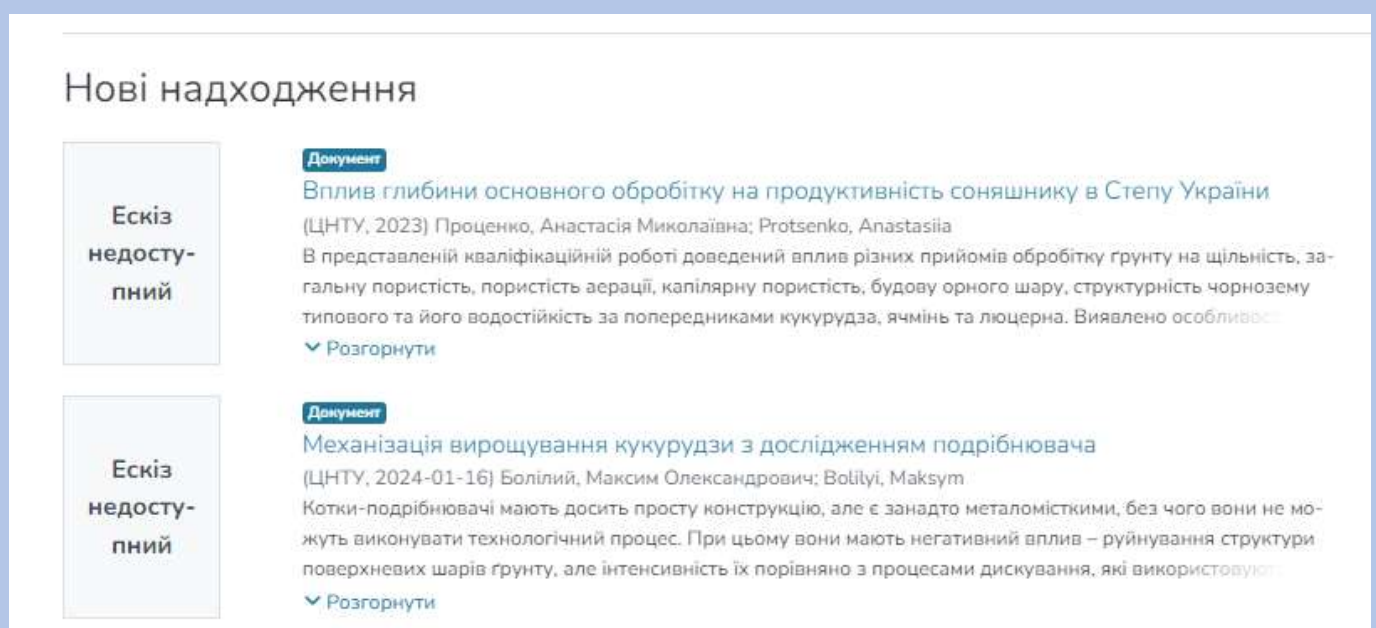 Нові надходження
Ескіз
недосту-
пний
Документ
Вплив глибини основного обробітку на продуктивність соняшнику в Степу України
(ЦНТУ, 2023) Проценко, Анастасія Миколаївна; Protsenko, Anastasiia
В представленій кваліфікаційній роботі доведений вплив різних прийомів обробітку ґрунту на щільність, за-
гальну пористість, пористість аерації, капілярну пористість, будову орного шару, структурність чорнозему
типового та його водостійкість за попередниками кукурудза, ячмінь та люцерна. Виявлено
Розгорнути
Ескіз
недосту-
пний
Документ
Механізація вирощування кукурудзи з дослідженням подрібнювача
(ЦНТУ, 2024-01-16) Болілий, Максим Олександрович; Bolilyi, Maksym
Котки-подрібнювачі мають досить просту конструкцію, але є занадто металомісткими, без чого вони не мо-
жуть виконувати технологічний процес. При цьому вони мають негативний вплив – руйнування структури
поверхневих шарів ґрунту, але інтенсивність їх порівняно з процесами дискування, які
Розгорнути